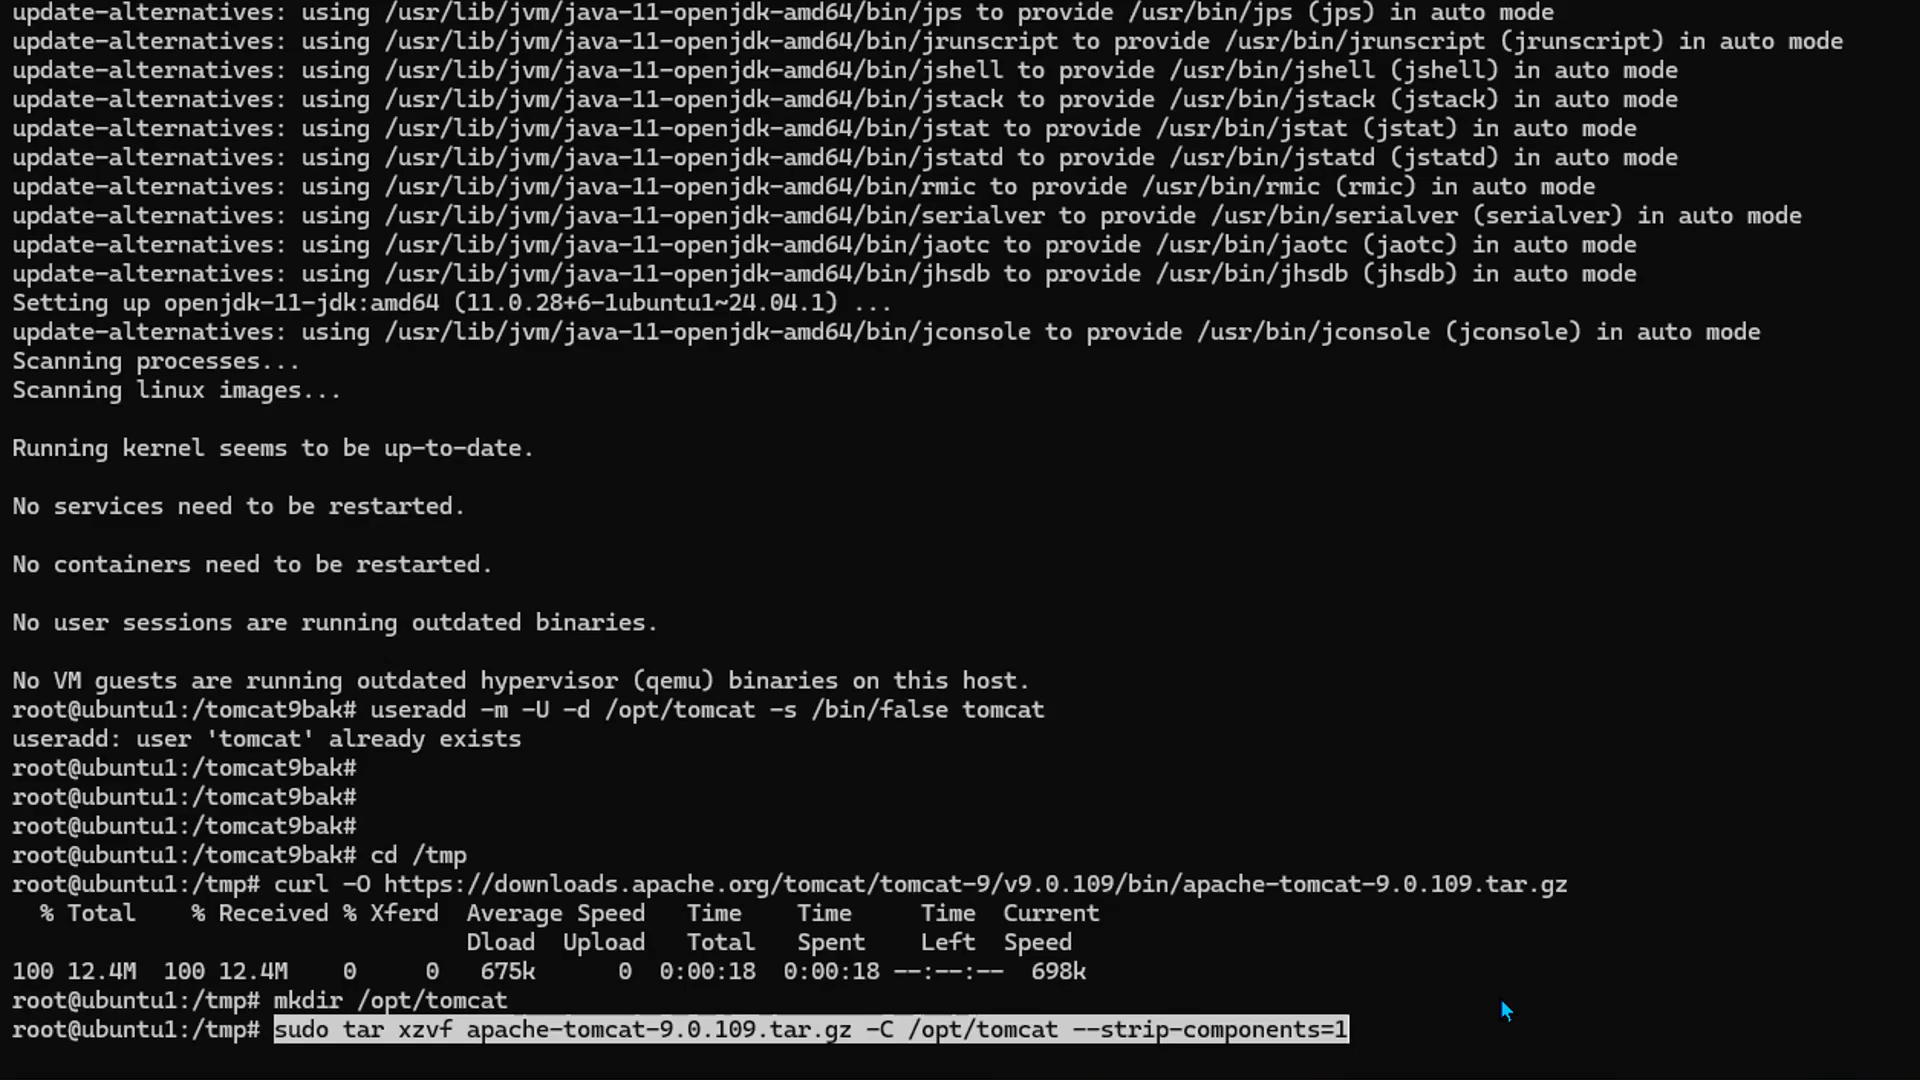 update-alternatives: using /usr/lib/jvm/java-11-openjdk-amd64/bin/jps to provide /usr/bin/jps (jps) in auto mode
update-alternatives: using /usr/lib/jvm/java-11-openjdk-amd64/bin/jrunscript to provide /usr/bin/jrunscript (jrunscript) in auto mode
update-alternatives: using /usr/lib/jvm/java-11-openjdk-amd64/bin/jshell to provide /usr/bin/jshell (jshell) in auto mode
update-alternatives: using /usr/lib/jvm/java-11-openjdk-amd64/bin/jstack to provide /usr/bin/jstack (jstack) in auto mode
update-alternatives: using /usr/lib/jvm/java-11-openjdk-amd64/bin/jstat to provide /usr/bin/jstat (jstat) in auto mode
update-alternatives: using /usr/lib/jvm/java-11-openjdk-amd64/bin/jstatd to provide /usr/bin/jstatd (jstatd) in auto mode
update-alternatives: using /usr/lib/jvm/java-11-openjdk-amd64/bin/rmic to provide /usr/bin/rmic (rmic) in auto mode
update-alternatives: using /usr/lib/jvm/java-11-openjdk-amd64/bin/serialver to provide /usr/bin/serialver (serialver) in auto mode
update-alternatives: using /usr/lib/jvm/java-11-openjdk-amd64/bin/jaotc to provide /usr/bin/jaotc (jaotc) in auto mode
update-alternatives: using /usr/lib/jvm/java-11-openjdk-amd64/bin/jhsdb to provide /usr/bin/jhsdb (jhsdb) in auto mode
Setting up openjdk-11-jdk:amd64 (11.0.28+6-1ubuntu1~24.04.1) ...
update-alternatives: using /usr/lib/jvm/java-11-openjdk-amd64/bin/jconsole to provide /usr/bin/jconsole (jconsole) in auto mode
Scanning processes...
Scanning linux images...
Running kernel seems to be up-to-date.
No services need to be restarted.
No containers need to be restarted.
No user sessions are running outdated binaries.
No VM guests are running outdated hypervisor (qemu) binaries on this host.
root@ubuntu1:/tomcat9bak# useradd -m -U -d /opt/tomcat -s /bin/false tomcat
useradd: user 'tomcat' already exists
root@ubuntu1:/tomcat9bak#
root@ubuntu1:/tomcat9bak#
root@ubuntu1:/tomcat9bak#
root@ubuntu1:/tomcat9bak# cd /tmp
root@ubuntu1:/tmp# curl -O https://downloads.apache.org/tomcat/tomcat-9/v9.0.109/bin/apache-tomcat-9.0.109.tar.gz
% Total % Received % Xferd Average Speed Time Time Time Current
Dload Upload Total Spent Left Speed
100 12.4M 100 12.4M 0 0 675k 0 0:00:18 0:00:18 --:--:-- 698k
root@ubuntu1:/tmp# mkdir /opt/tomcat
root@ubuntu1:/tmp# sudo tar xzvf apache-tomcat-9.0.109.tar.gz -C /opt/tomcat --strip-components=1